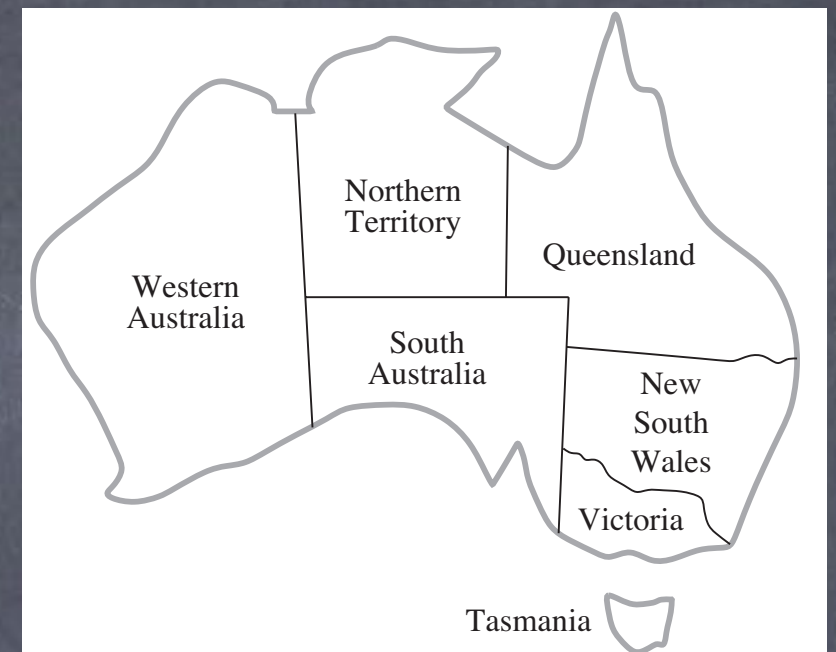 Northern
Territory
Queensland
Western
Australia
South
Australia
New
South
Wales
Victoria
Tasmania